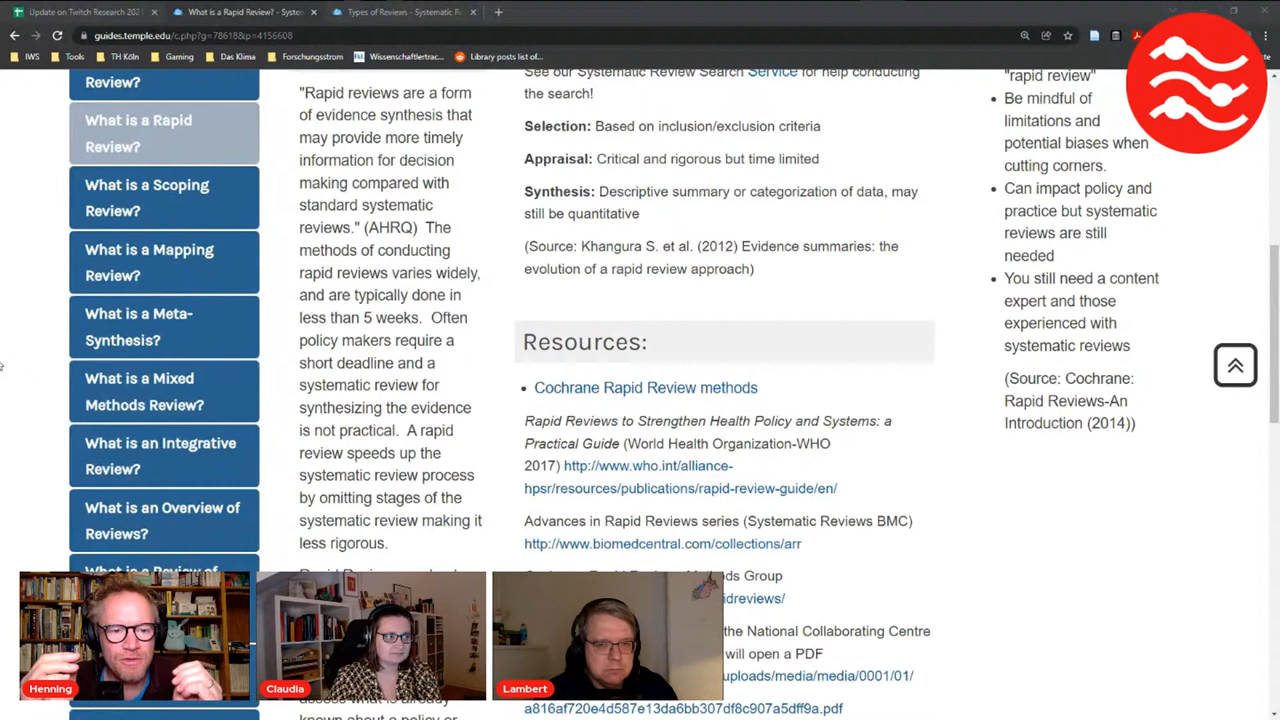 Update on Twitch Research 202
What is a Rapid Review? - System
Types of Reviews - Systematic R
guides.temple.edu/c.php?g=78618&p=4156608
IWS
Tools
TH Köln
Gaming
Das Klima
Forschungsstrom
Wissenschaftlertrac...
Library posts list of...
Review?
What is a Rapid
Review?
What is a Scoping
Review?
What is a Mapping
Review?
What is a Meta-
Synthesis?
What is a Mixed
Methods Review?
What is an Integrative
Review?
What is an Overview of
Reviews?
What is a Review of
"Rapid reviews are a form
of evidence synthesis that
may provide more timely
information for decision
making compared with
standard systematic
reviews." (AHRQ)  The
methods of conducting
rapid reviews varies widely,
and are typically done in
less than 5 weeks.  Often
policy makers require a
short deadline and a
systematic review for
synthesizing the evidence
is not practical.  A rapid
review speeds up the
systematic review process
by omitting stages of the
systematic review making it
less rigorous.
known about a policy or
See our Systematic Review Search Service for help conducting
the search!
Selection: Based on inclusion/exclusion criteria
Appraisal: Critical and rigorous but time limited
Synthesis: Descriptive summary or categorization of data, may
still be quantitative
(Source: Khangura S. et al. (2012) Evidence summaries: the
evolution of a rapid review approach)
Resources:
• Cochrane Rapid Review methods
Rapid Reviews to Strengthen Health Policy and Systems: a
Practical Guide (World Health Organization-WHO
2017) http://www.who.int/alliance-
hpsr/resources/publications/rapid-review-guide/en/
Advances in Rapid Reviews series (Systematic Reviews BMC)
http://www.biomedcentral.com/collections/arr
Group
idreviews/
the National Collaborating Centre
will open a PDF
uploads/media/media/0001/01/
a816af720e4d587e13da6bb307df8c907a5dff9a.pdf
"rapid review"
• Be mindful of
limitations and
potential biases when
cutting corners.
• Can impact policy and
practice but systematic
reviews are still
needed
• You still need a content
expert and those
experienced with
systematic reviews
(Source: Cochrane:
Rapid Reviews-An
Introduction (2014))
Henning
Claudia
Lambert